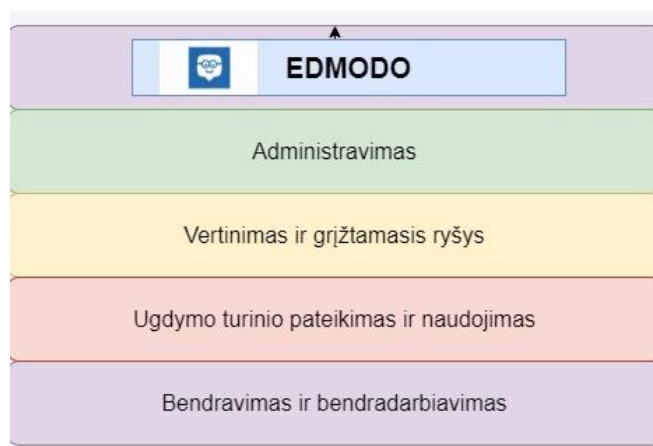 EDMODO
Administravimas
Vertinimas ir grįžtamasis ryšys
Ugdymo turinio pateikimas ir naudojimas
Bendravimas ir bendradarbiavimas